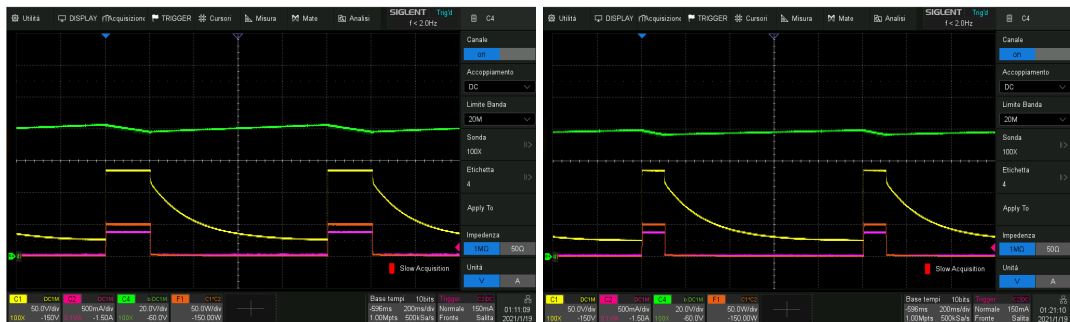 Utilità DISPLAY Acquisizione TRIGGER Cursori Misura Mate Analisi SIGLENT Trig'd f < 2.0Hz C4
Canale
on
Accoppiamento
DC
Limite Banda
20M
Sonda
100X
Etichetta
4
Apply To
Impedenza
1MΩ 50Ω
Slow Acquisition
Unità
V A
C1 DC1M C2 DC1M C4 DC1M F1 C1*C2 Base tempi 10bits Trigger C2 DC
50.0V/div 500mA/div 20.0V/div 50.0W/div -596ms 200ms/div Normale 150mA 01:11:09
100X -150V -1.50A 100X -60.0V -150.00W 1.00Mpts 500kSa/s Fronte Salita 2021/1/19
Utilità DISPLAY Acquisizione TRIGGER Cursori Misura Mate Analisi SIGLENT Trig'd f < 2.0Hz C4
Canale
on
Accoppiamento
DC
Limite Banda
20M
Sonda
100X
Etichetta
4
Apply To
Impedenza
1MΩ 50Ω
Slow Acquisition
Unità
V A
C1 DC1M C2 DC1M C4 DC1M F1 C1*C2 Base tempi 10bits Trigger C2 DC
50.0V/div 500mA/div 20.0V/div 50.0W/div -596ms 200ms/div Normale 150mA 01:21:10
100X -150V -1.50A 100X -60.0V -150.00W 1.00Mpts 500kSa/s Fronte Salita 2021/1/19